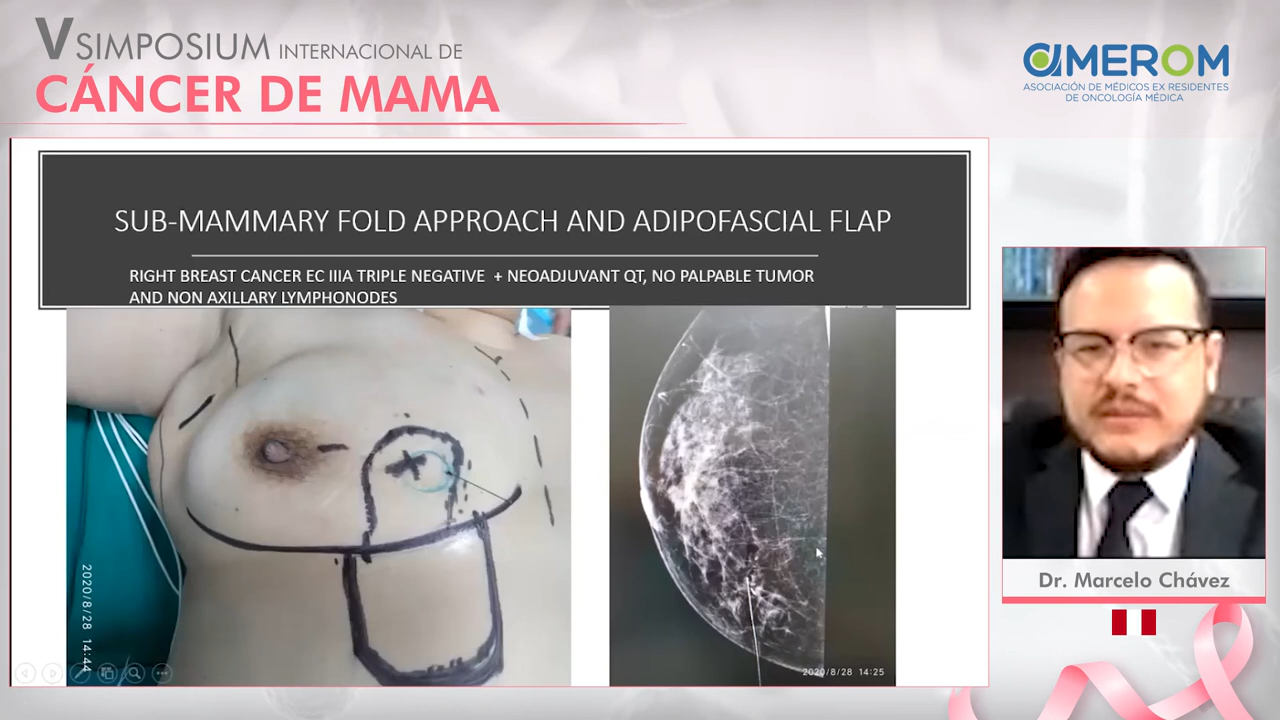 V SIMPOSIUM INTERNACIONAL DE
CÁNCER DE MAMA
AMEROM
ASOCIACIÓN DE MÉDICOS EX RESIDENTES
DE ONCOLOGÍA MÉDICA
SUB-MAMMARY FOLD APPROACH AND ADIPOFASCIAL FLAP
RIGHT BREAST CANCER EC IIIA TRIPLE NEGATIVE + NEOADJUVANT QT, NO PALPABLE TUMOR
AND NON AXILLARY LYMPHONODES
2020/8/28 14:44
2020/8/28 14:25
Dr. Marcelo Chávez